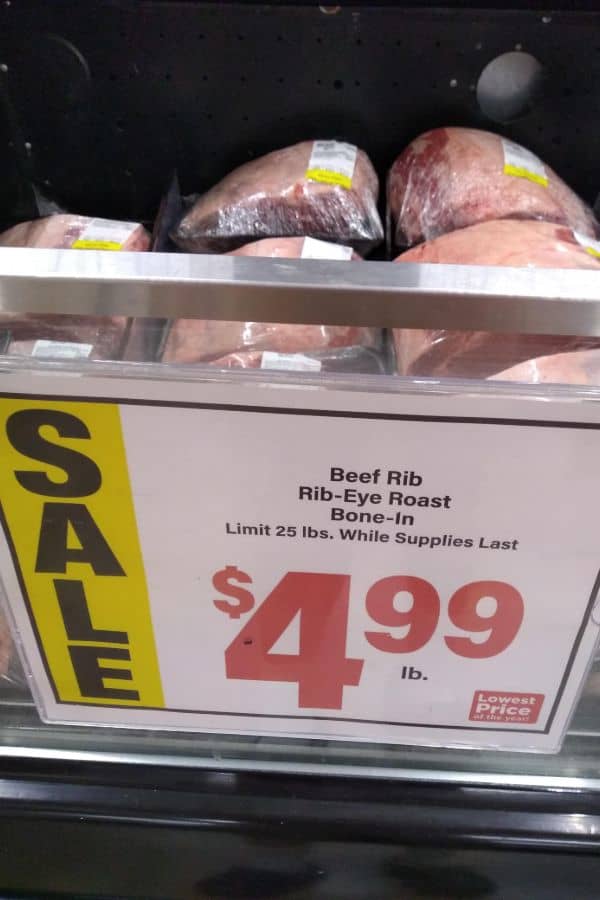 SALE
Beef Rib
Rib-Eye Roast
Bone-In
Limit 25 lbs. While Supplies Last
$4.99
lb.
Lowest
Price
of the year!